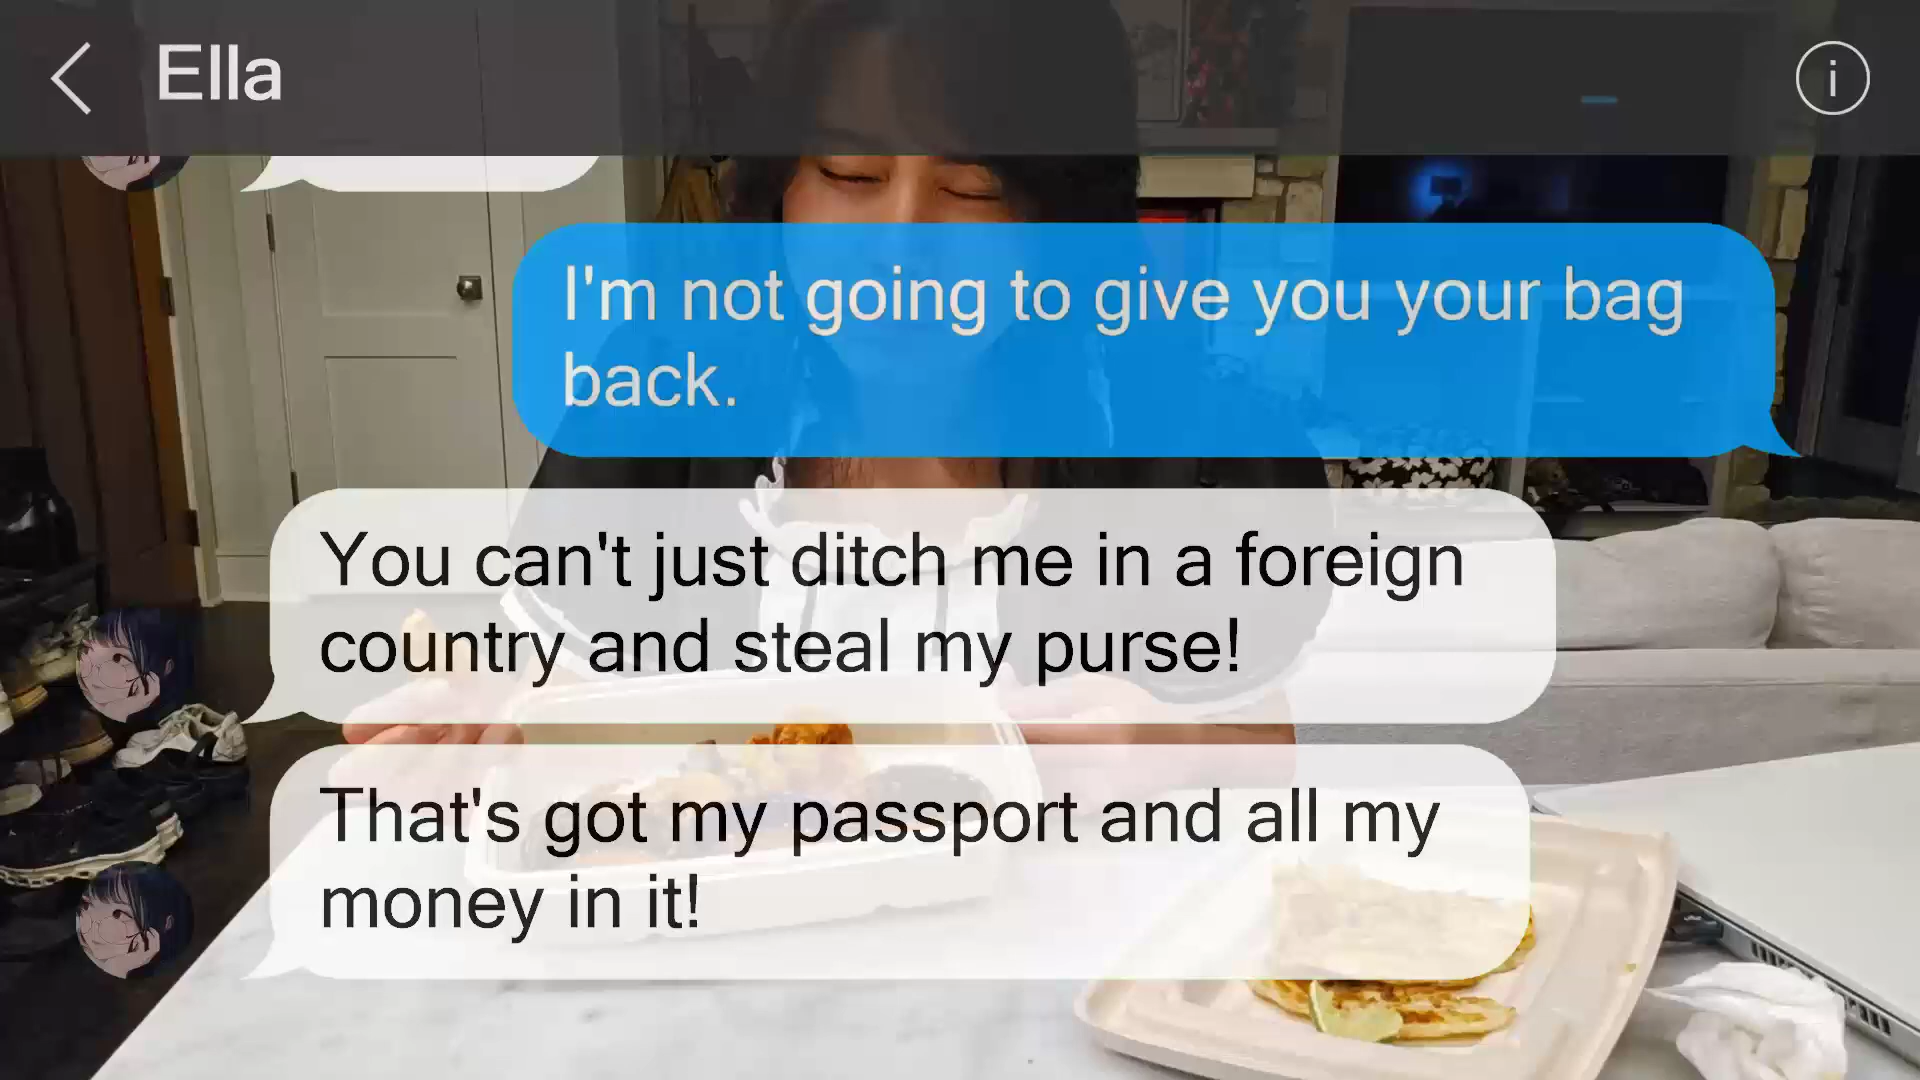 Ella
I'm not going to give you your bag
back.
You can't just ditch me in a foreign
country and steal my purse!
That's got my passport and all my
money in it!